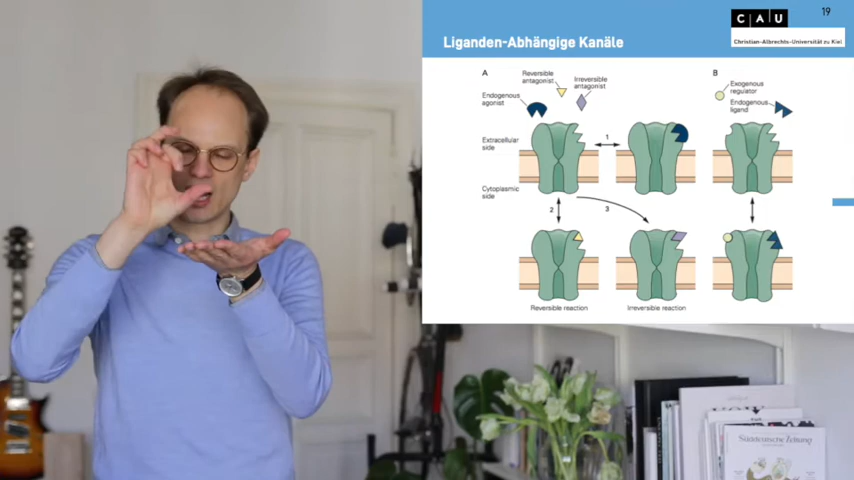 Liganden-Abhängige Kanäle
C A U
Christian-Albrechts-Universität zu Kiel
19
A
Reversible
antagonist
Irreversible
antagonist
Endogenous
agonist
Extracellular
side
Cytoplasmic
side
1
2
3
Reversible reaction
Irreversible reaction
B
Exogenous
regulator
Endogenous
ligand
Süddeutsche Zeitung